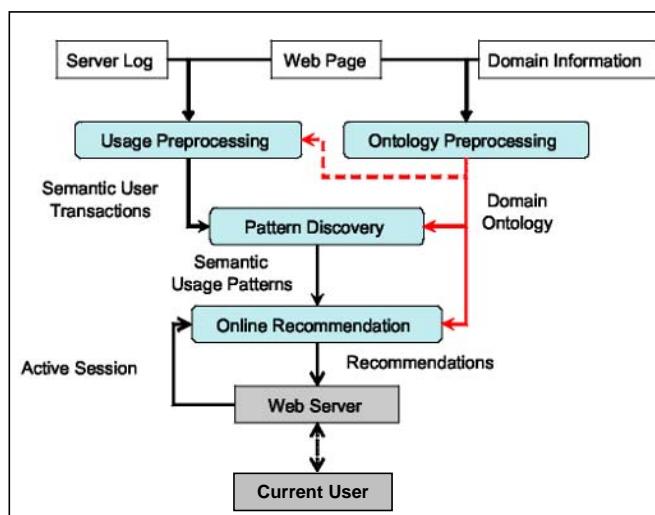 Server Log
Web Page
Domain Information
Usage Preprocessing
Ontology Preprocessing
Semantic User
Transactions
Domain
Ontology
Pattern Discovery
Semantic
Usage Patterns
Online Recommendation
Active Session
Recommendations
Web Server
Current User